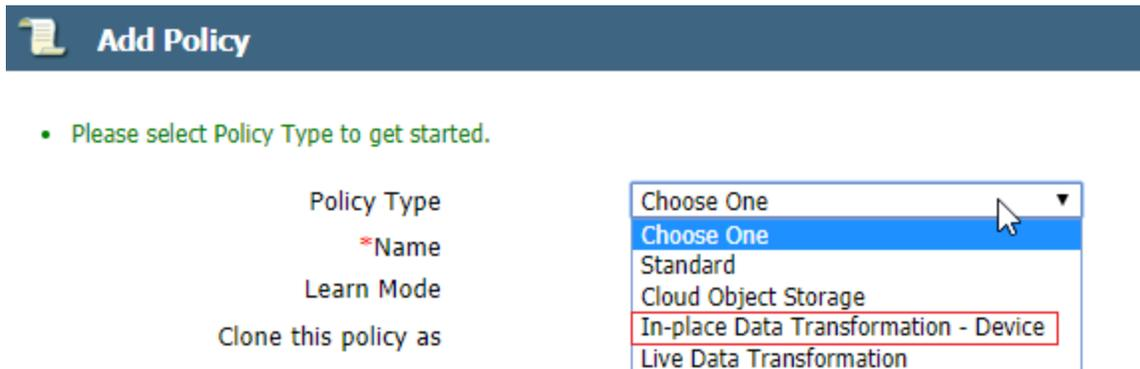 Add Policy
• Please select Policy Type to get started.
Policy Type
Choose One
Choose One
*Name
Standard
Learn Mode
Cloud Object Storage
In-place Data Transformation - Device
Clone this policy as
Live Data Transformation